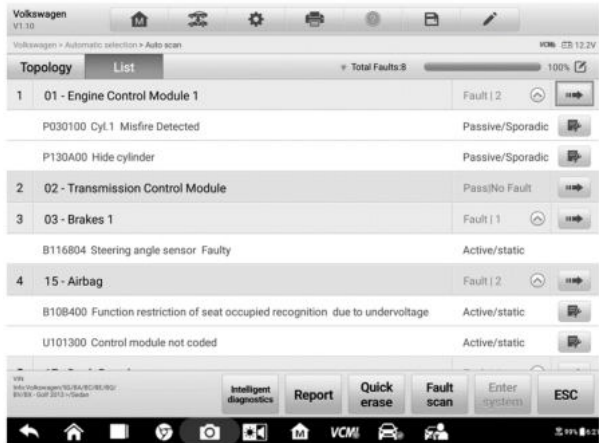 Volkswagen
V1.10
Volkswagen > Automatic selection > Auto scan
VCMI 12.2V
Topology List Total Faults:8 100%
1 01 - Engine Control Module 1 Fault | 2
P030100 Cyl.1 Misfire Detected Passive/Sporadic
P130A00 Hide cylinder Passive/Sporadic
2 02 - Transmission Control Module Pass|No Fault
3 03 - Brakes 1 Fault | 1
B116804 Steering angle sensor Faulty Active/static
4 15 - Airbag Fault | 2
B10B400 Function restriction of seat occupied recognition due to undervoltage Active/static
U101300 Control module not coded Active/static
VIN
Intelligent diagnostics Report Quick erase Fault scan Enter system ESC
VCMI